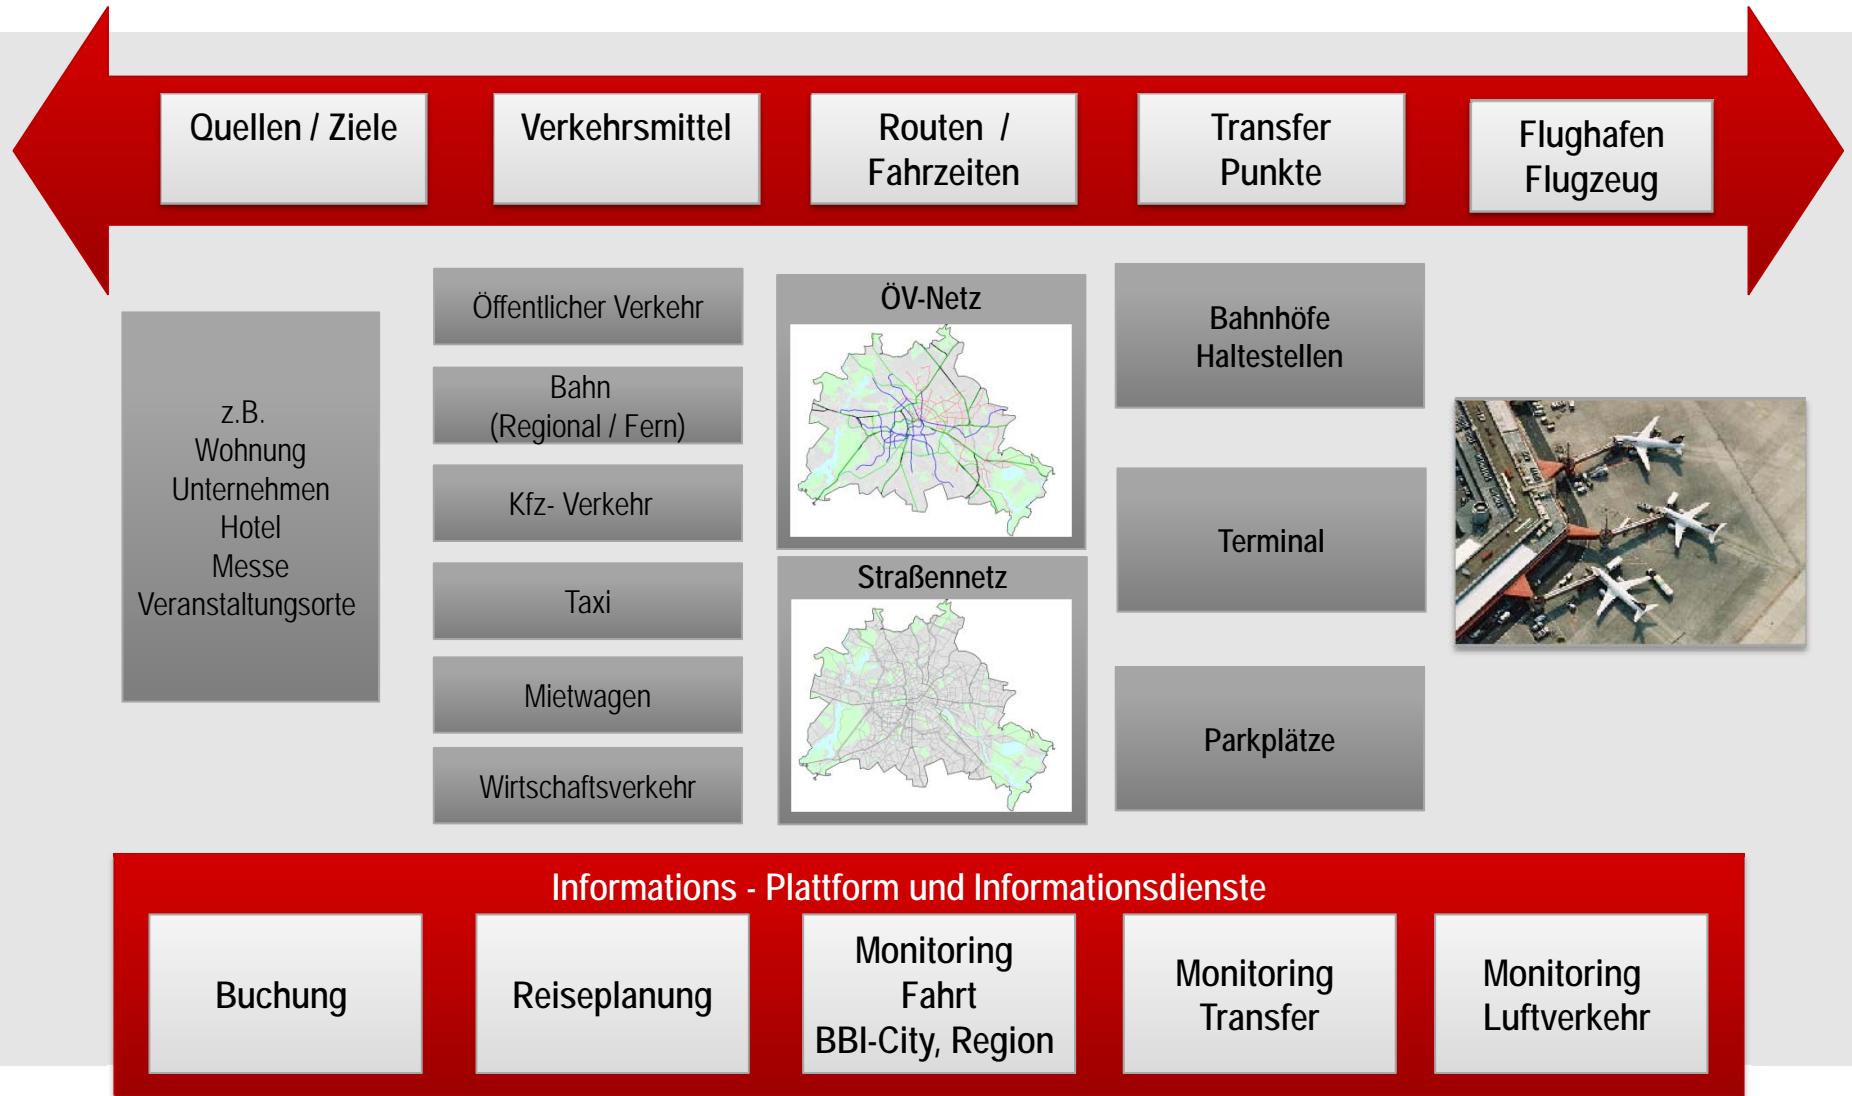 Quellen / Ziele
Verkehrsmittel
Routen /
Fahrzeiten
Transfer
Punkte
Flughafen
Flugzeug
z.B.
Wohnung
Unternehmen
Hotel
Messe
Veranstaltungsorte
Öffentlicher Verkehr
Bahn
(Regional / Fern)
Kfz- Verkehr
Taxi
Mietwagen
Wirtschaftsverkehr
ÖV-Netz
Straßennetz
Bahnhöfe
Haltestellen
Terminal
Parkplätze
Informations - Plattform und Informationsdienste
Buchung
Reiseplanung
Monitoring
Fahrt
BBI-City, Region
Monitoring
Transfer
Monitoring
Luftverkehr